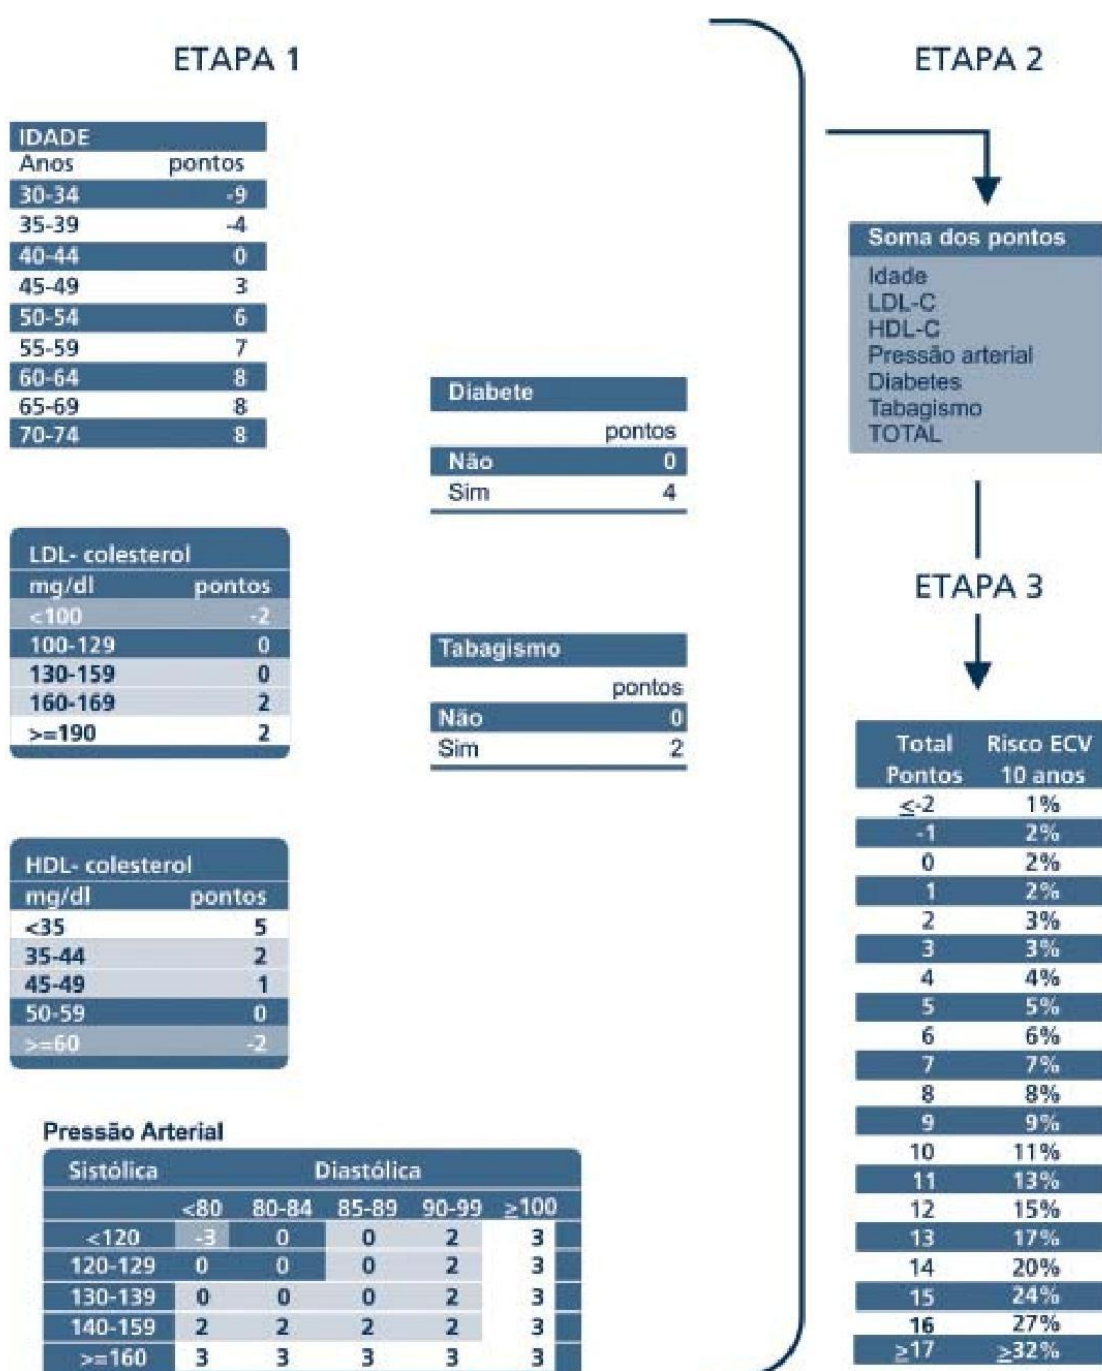 ETAPA 1
IDADE
Anos pontos
30-34 -9
35-39 -4
40-44 0
45-49 3
50-54 6
55-59 7
60-64 8
65-69 8
70-74 8
LDL- colesterol
mg/dl pontos
<100 -2
100-129 0
130-159 0
160-169 2
>=190 2
HDL- colesterol
mg/dl pontos
<35 5
35-44 2
45-49 1
50-59 0
>=60 -2
Diabete
pontos
Não 0
Sim 4
Tabagismo
pontos
Não 0
Sim 2
Pressão Arterial
Sistólica Diastólica
<80 80-84 85-89 90-99 ≥100
<120 -3 0 0 2 3
120-129 0 0 0 2 3
130-139 0 0 0 2 3
140-159 2 2 2 2 3
>=160 3 3 3 3 3
ETAPA 2
Soma dos pontos
Idade
LDL-C
HDL-C
Pressão arterial
Diabetes
Tabagismo
TOTAL
ETAPA 3
Total Risco ECV
Pontos 10 anos
≤-2 1%
-1 2%
0 2%
1 2%
2 3%
3 3%
4 4%
5 5%
6 6%
7 7%
8 8%
9 9%
10 11%
11 13%
12 15%
13 17%
14 20%
15 24%
16 27%
≥17 ≥32%